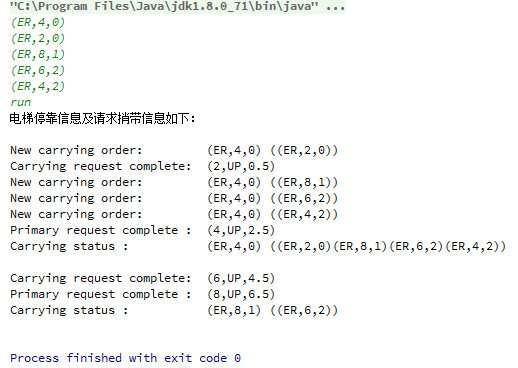 "C:\Program Files\Java\jdk1.8.0_71\bin\java" ...
(ER,4,0)
(ER,2,0)
(ER,8,1)
(ER,6,2)
(ER,4,2)
run
电梯停靠信息及请求捎带信息如下:
New carrying order:         (ER,4,0) ((ER,2,0))
Carrying request complete:  (2,UP,0.5)
New carrying order:         (ER,4,0) ((ER,8,1))
New carrying order:         (ER,4,0) ((ER,6,2))
New carrying order:         (ER,4,0) ((ER,4,2))
Primary request complete :  (4,UP,2.5)
Carrying status :           (ER,4,0) ((ER,2,0)(ER,8,1)(ER,6,2)(ER,4,2))
Carrying request complete:  (6,UP,4.5)
Primary request complete :  (8,UP,6.5)
Carrying status :           (ER,8,1) ((ER,6,2))
Process finished with exit code 0